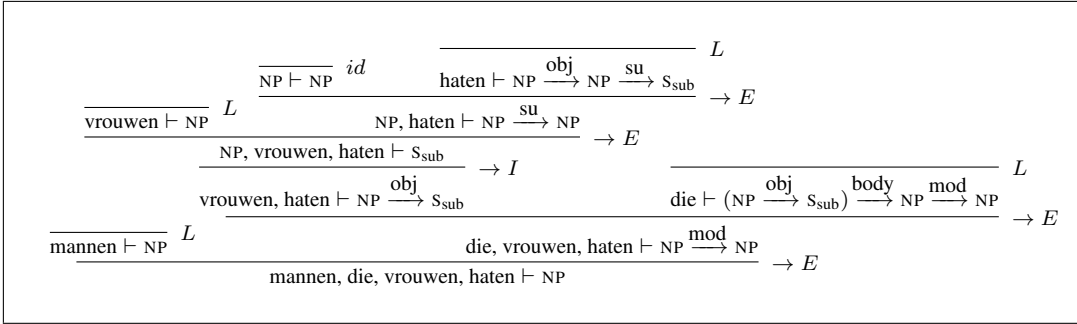 L
NP ⊢ NP id haten ⊢ NP obj→ NP su→ S_sub
L → E
vrouwen ⊢ NP NP, haten ⊢ NP su→ NP
→ E
NP, vrouwen, haten ⊢ S_sub
→ I L
vrouwen, haten ⊢ NP obj→ S_sub die ⊢ (NP obj→ S_sub) body→ NP mod→ NP
L → E
mannen ⊢ NP die, vrouwen, haten ⊢ NP mod→ NP
→ E
mannen, die, vrouwen, haten ⊢ NP